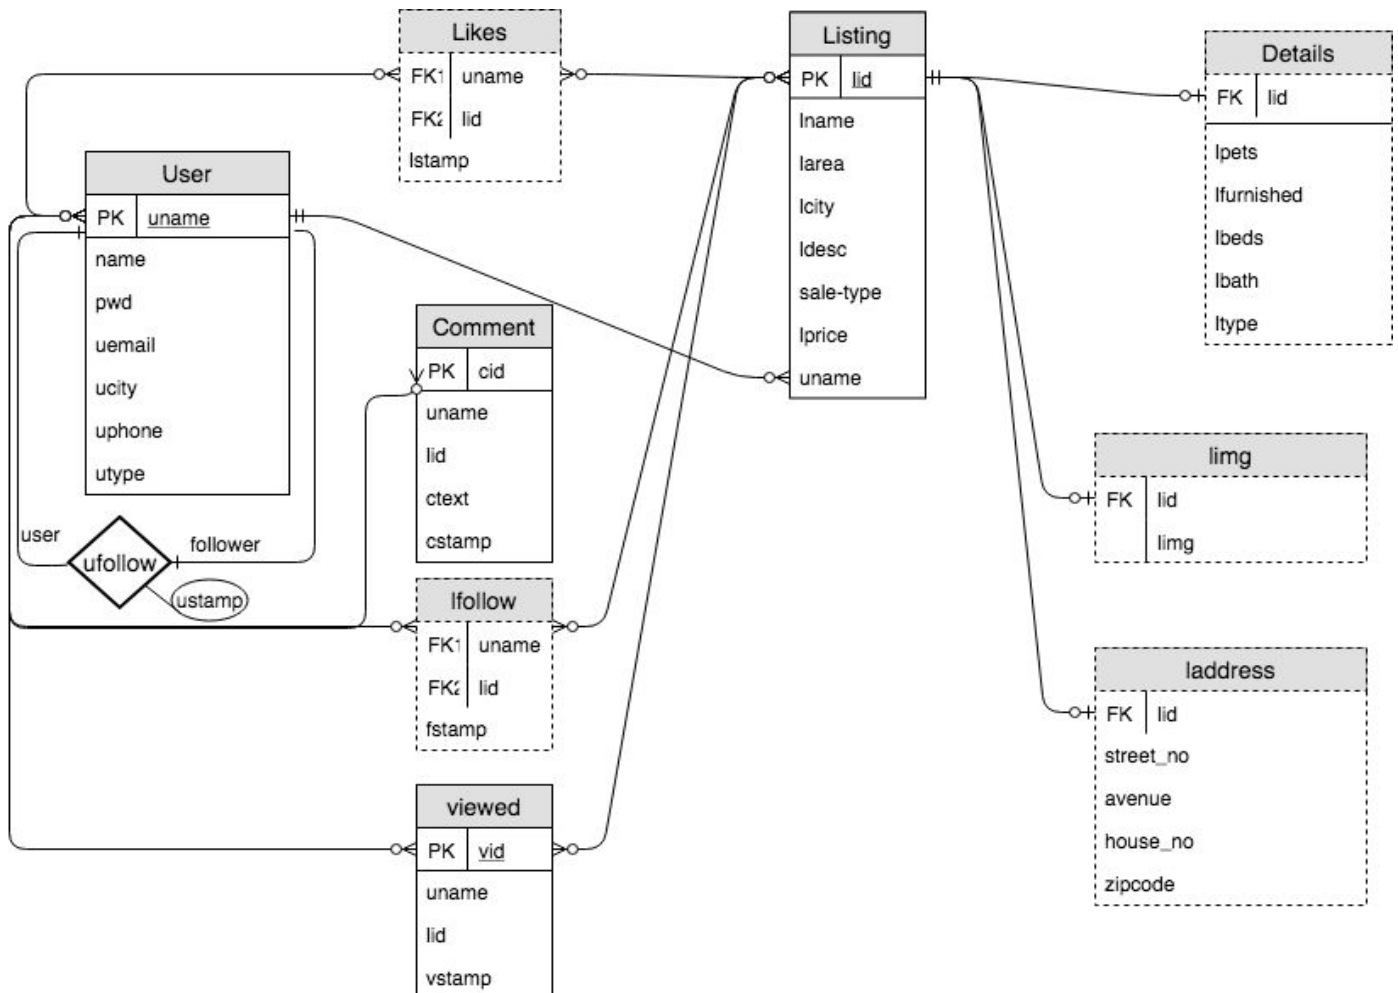 Likes
FK1 uname
FK2 lid
lstamp
User
PK uname
name
pwd
uemail
ucity
uphone
utype
user
follower
ufollow
ustamp
Comment
PK cid
uname
lid
ctext
cstamp
lfollow
FK1 uname
FK2 lid
fstamp
viewed
PK vid
uname
lid
vstamp
Listing
PK lid
lname
larea
lcity
ldesc
sale-type
lprice
uname
Details
FK lid
lpets
lfurnished
lbeds
lbath
ltype
limg
FK lid
limg
laddress
FK lid
street_no
avenue
house_no
zipcode